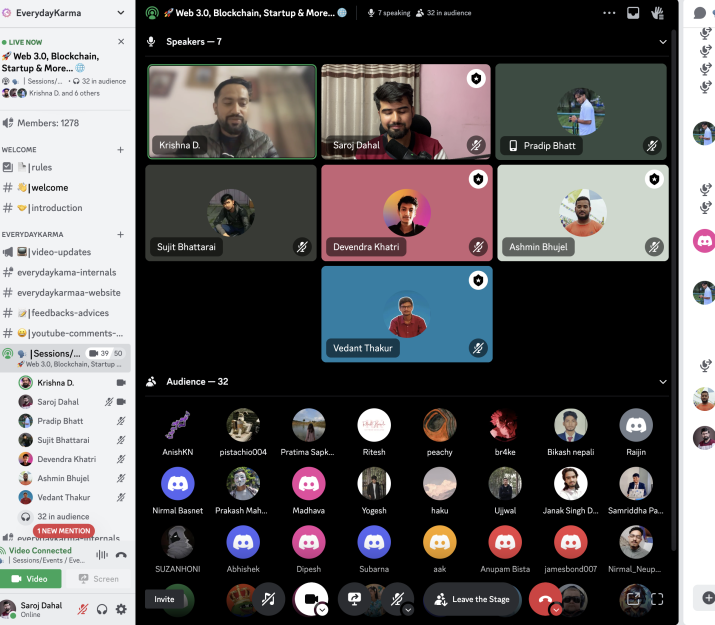 EverydayKarma
LIVE NOW
Web 3.0, Blockchain,
Startup & More...
| Sessions/... • 32 in audience
Krishna D. and 6 others
Members: 1278
WELCOME
|rules
|welcome
|introduction
EVERYDAYKARMA
|video-updates
everydaykama-internals
everydaykarmaa-website
|feedbacks-advices
|youtube-comments-...
|Sessions/... 39 50
Web 3.0, Blockchain, Startup ...
Krishna D.
Saroj Dahal
Pradip Bhatt
Sujit Bhattarai
Devendra Khatri
Ashmin Bhujel
Vedant Thakur
32 in audience
1 NEW MENTION
Video Connected
| Sessions/Events / Eve...
Video
Screen
Saroj Dahal
Online
Web 3.0, Blockchain, Startup & More...
7 speaking
32 in audience
Speakers — 7
Krishna D.
Saroj Dahal
Pradip Bhatt
Sujit Bhattarai
Devendra Khatri
Ashmin Bhujel
Vedant Thakur
Audience — 32
AnishKN
pistachio004
Pratima Sapk...
Ritesh
peachy
br4ke
Bikash nepali
Raijin
Nirmal Basnet
Prakash Mah...
Madhava
Yogesh
haku
Ujjwal
Janak Singh D...
Samriddha Pa...
SUZANHONI
Abhishek
Dipesh
Subarna
aak
Anupam Bista
jamesbond007
Nirmal_Neup...
Invite
Leave the Stage